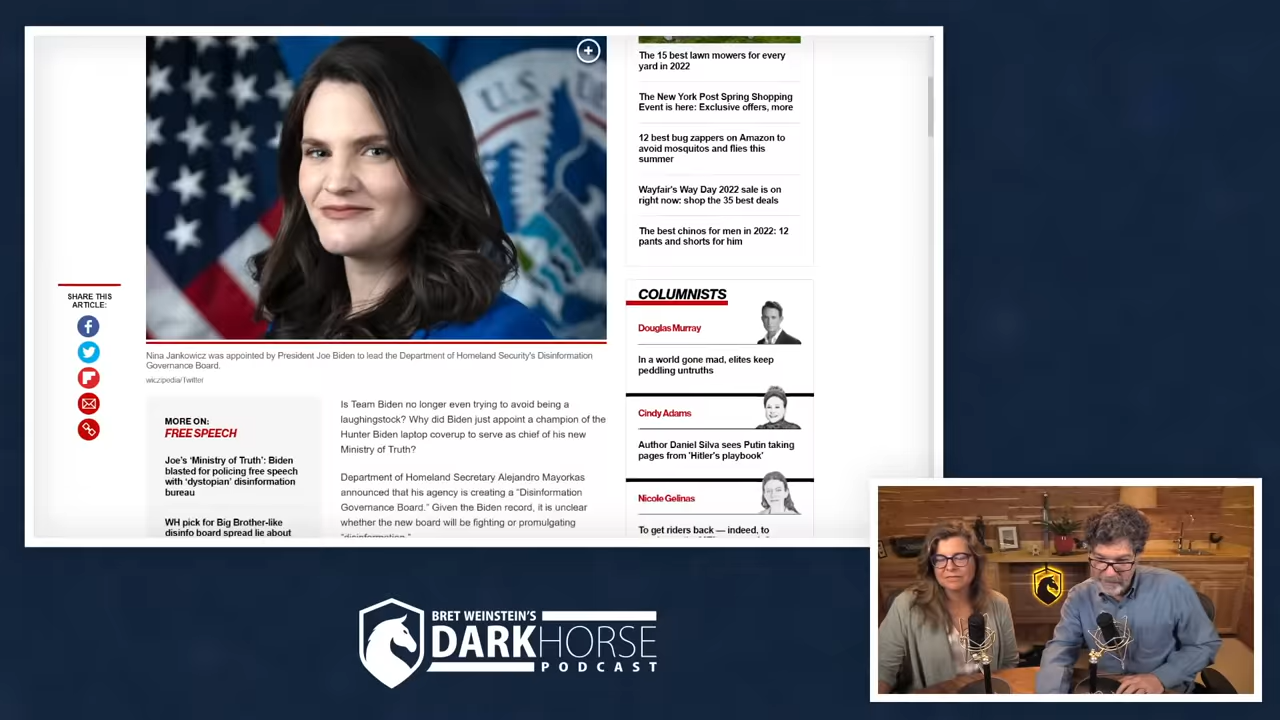 U.S.
SHARE THIS
ARTICLE:
Nina Jankowicz was appointed by President Joe Biden to lead the Department of Homeland Security's Disinformation
Governance Board.
wiczipedia/Twitter
MORE ON:
FREE SPEECH
Joe's ‘Ministry of Truth’: Biden
blasted for policing free speech
with ‘dystopian’ disinformation
bureau
WH pick for Big Brother-like
disinfo board spread lie about
Is Team Biden no longer even trying to avoid being a
laughingstock? Why did Biden just appoint a champion of the
Hunter Biden laptop coverup to serve as chief of his new
Ministry of Truth?
Department of Homeland Secretary Alejandro Mayorkas
announced that his agency is creating a “Disinformation
Governance Board.” Given the Biden record, it is unclear
whether the new board will be fighting or promulgating
“disinformation.”
The 15 best lawn mowers for every
yard in 2022
The New York Post Spring Shopping
Event is here: Exclusive offers, more
12 best bug zappers on Amazon to
avoid mosquitos and flies this
summer
Wayfair's Way Day 2022 sale is on
right now: shop the 35 best deals
The best chinos for men in 2022: 12
pants and shorts for him
COLUMNISTS
Douglas Murray
In a world gone mad, elites keep
peddling untruths
Cindy Adams
Author Daniel Silva sees Putin taking
pages from 'Hitler's playbook'
Nicole Gelinas
To get riders back — indeed, to
BRET WEINSTEIN'S
DARKHORSE
PODCAST